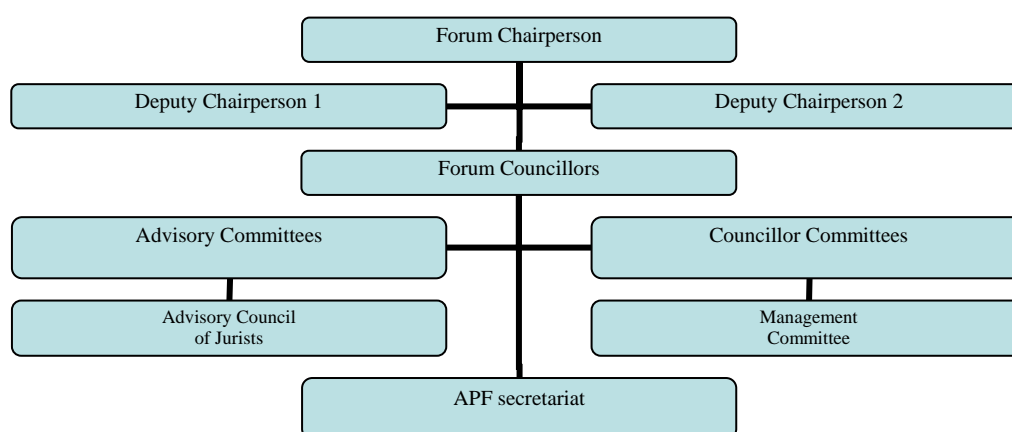 Forum Chairperson
Deputy Chairperson 1
Deputy Chairperson 2
Forum Councillors
Advisory Committees
Councillor Committees
Advisory Council
of Jurists
Management
Committee
APF secretariat